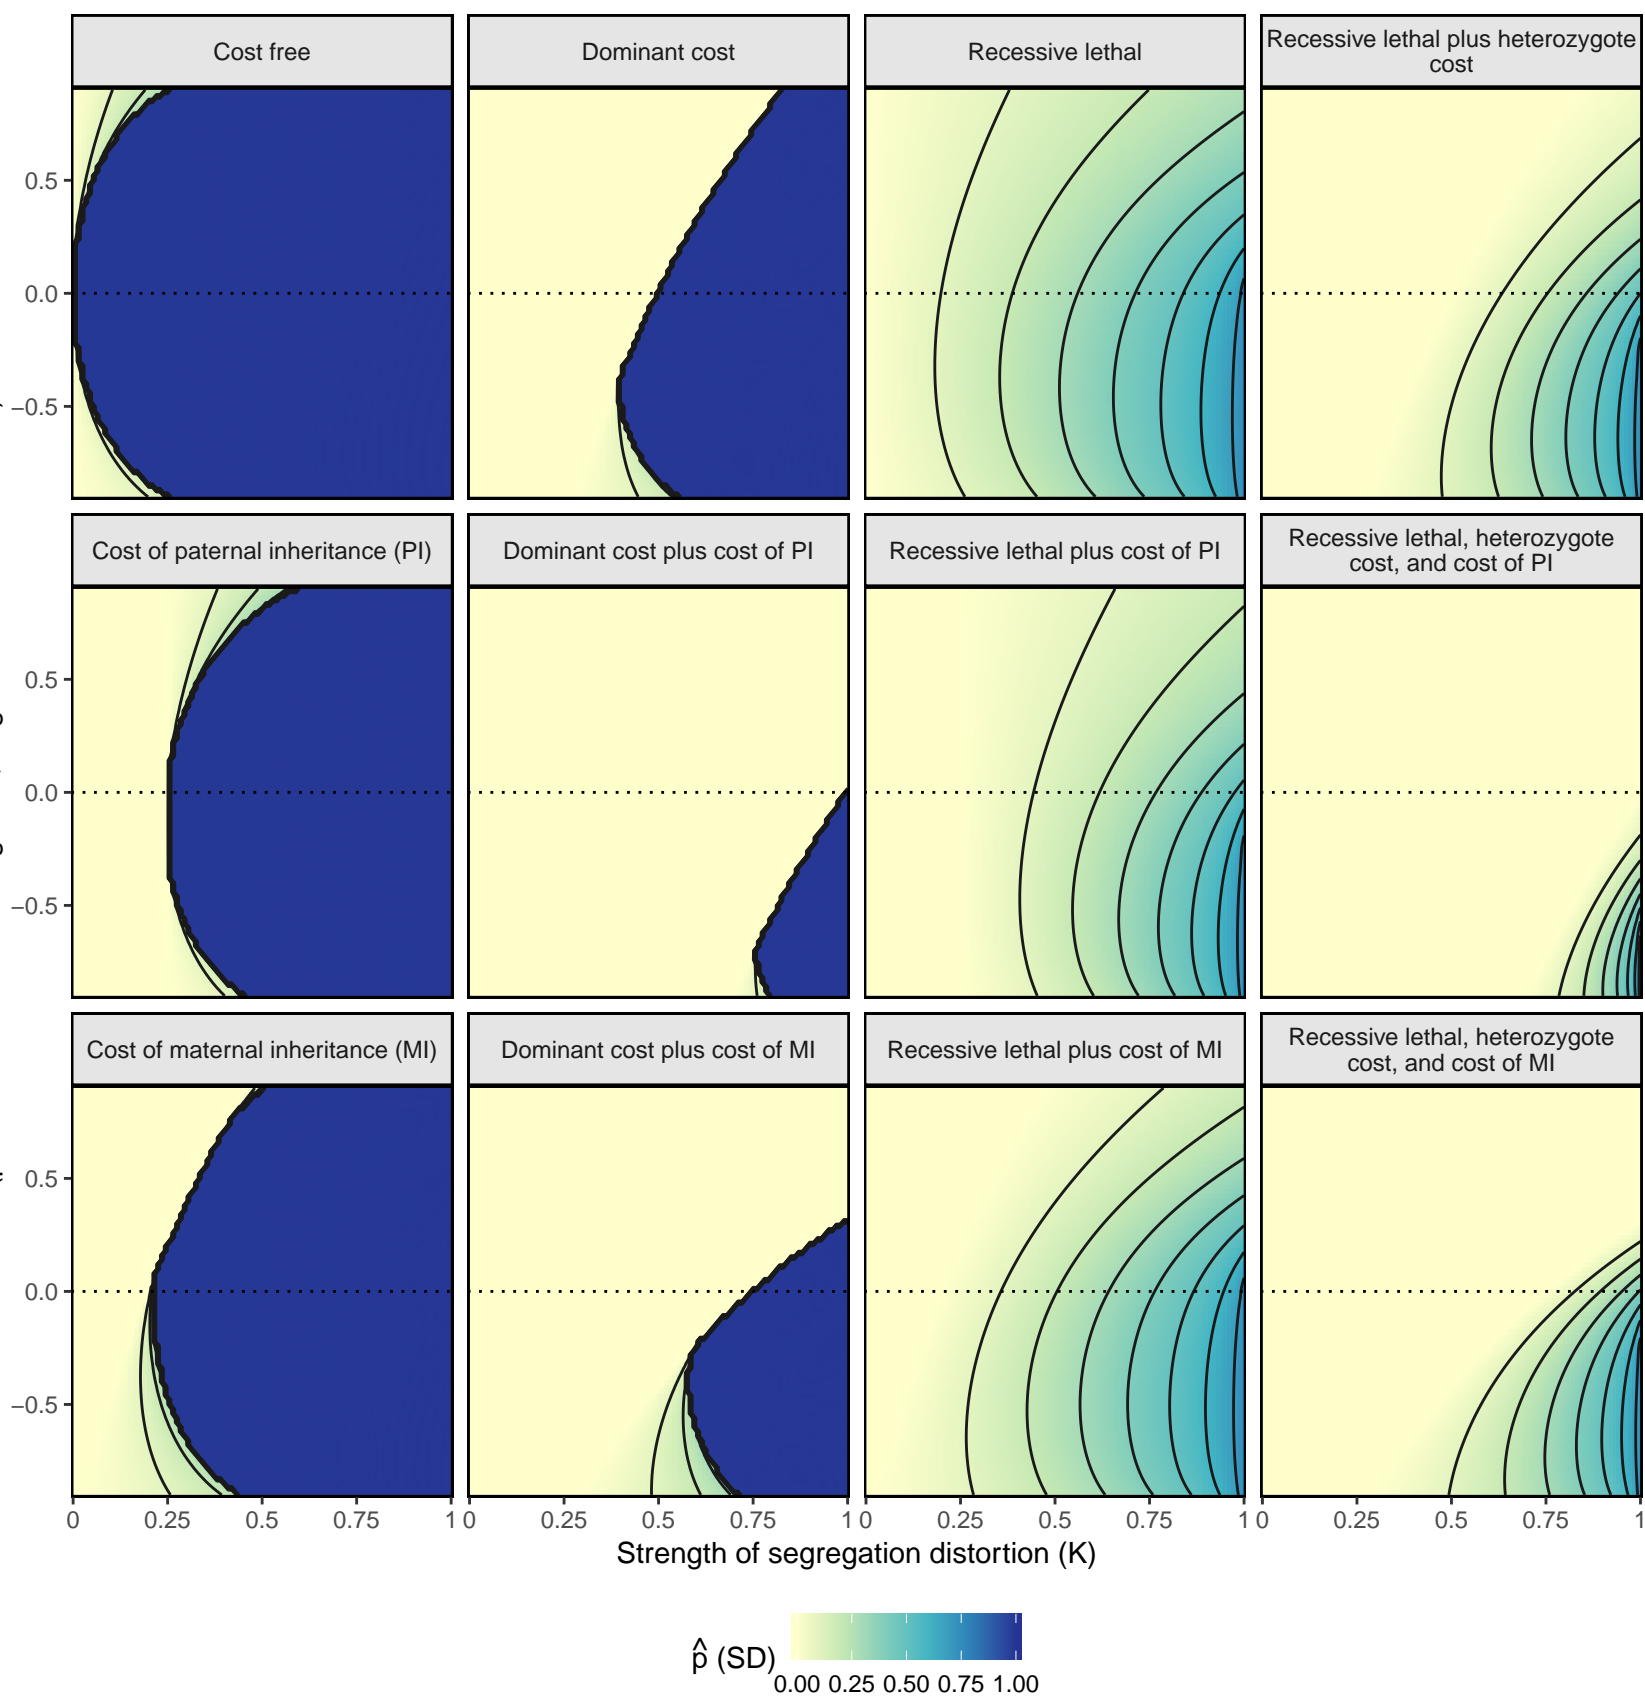 Cost free
Dominant cost
Recessive lethal
Recessive lethal plus heterozygote
cost
0.5
0.0
−0.5
Cost of paternal inheritance (PI)
Dominant cost plus cost of PI
Recessive lethal plus cost of PI
Recessive lethal, heterozygote
cost, and cost of PI
0.5
0.0
−0.5
Cost of maternal inheritance (MI)
Dominant cost plus cost of MI
Recessive lethal plus cost of MI
Recessive lethal, heterozygote
cost, and cost of MI
0.5
0.0
−0.5
0 0.25 0.5 0.75 1 0 0.25 0.5 0.75 1 0 0.25 0.5 0.75 1 0 0.25 0.5 0.75 1
Strength of segregation distortion (K)
p̂ (SD)
0.00 0.25 0.50 0.75 1.00